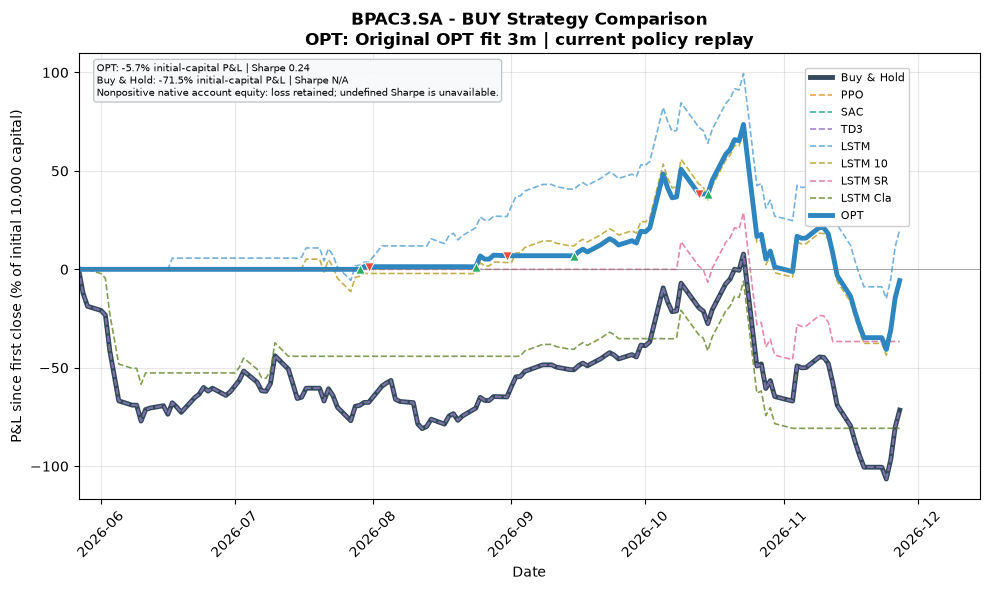 BPAC3.SA - BUY Strategy Comparison
OPT: Original OPT fit 3m | current policy replay
OPT: -5.7% initial-capital P&L | Sharpe 0.24
Buy & Hold: -71.5% initial-capital P&L | Sharpe N/A
Nonpositive native account equity: loss retained; undefined Sharpe is unavailable.
Buy & Hold
PPO
SAC
TD3
LSTM
LSTM 10
LSTM SR
LSTM Cla
OPT
P&L since first close (% of initial 10,000 capital)
100
50
0
−50
−100
2026-06
2026-07
2026-08
2026-09
2026-10
2026-11
2026-12
Date